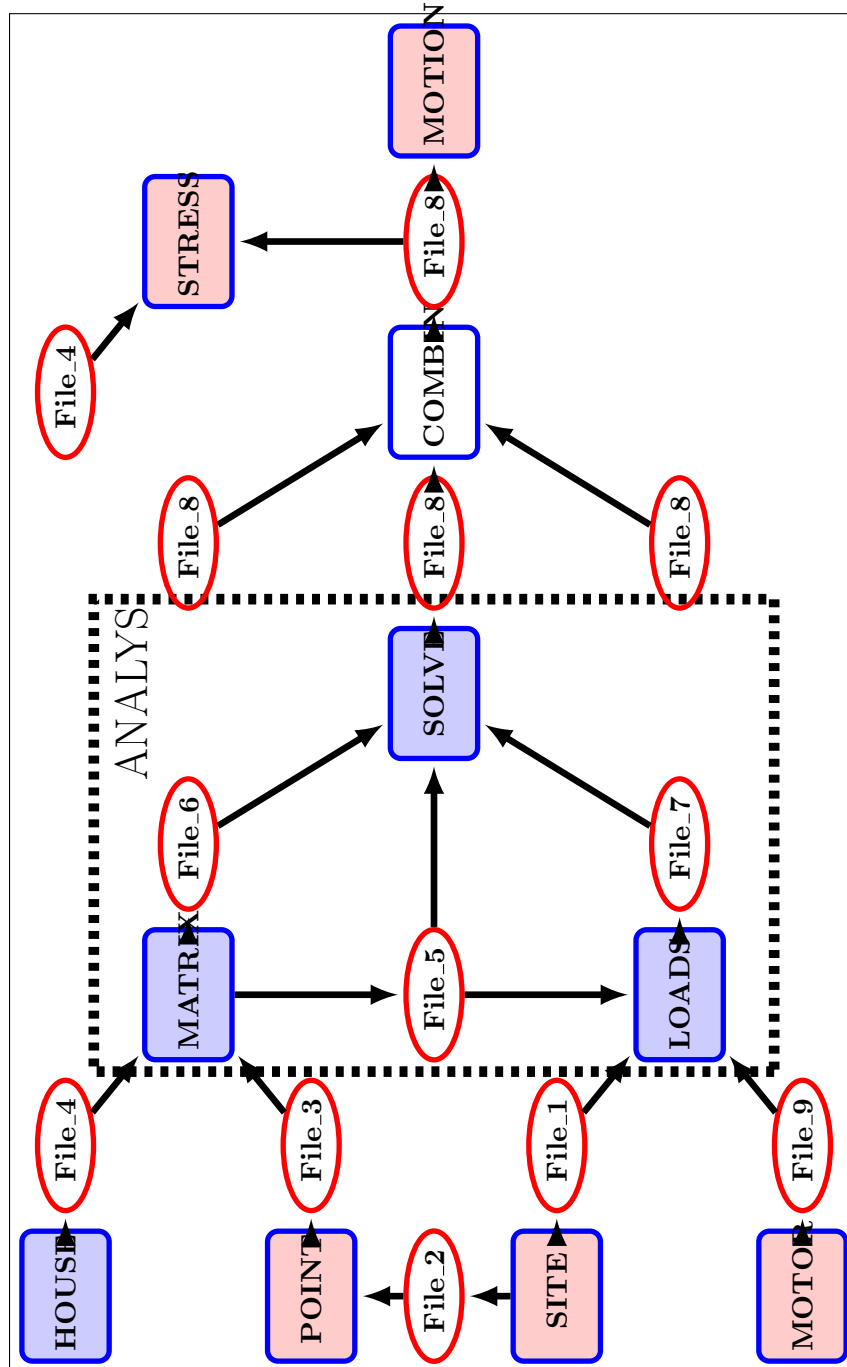 HOUSE
File_4
File_4
ANALYS
MATRIX
File_6
File_8
STRESS
POINT
File_3
File_2
File_5
SOLVE
File_8
COMBIN
File_8
MOTION
SITE
File_1
LOADS
File_7
File_8
MOTOR
File_9